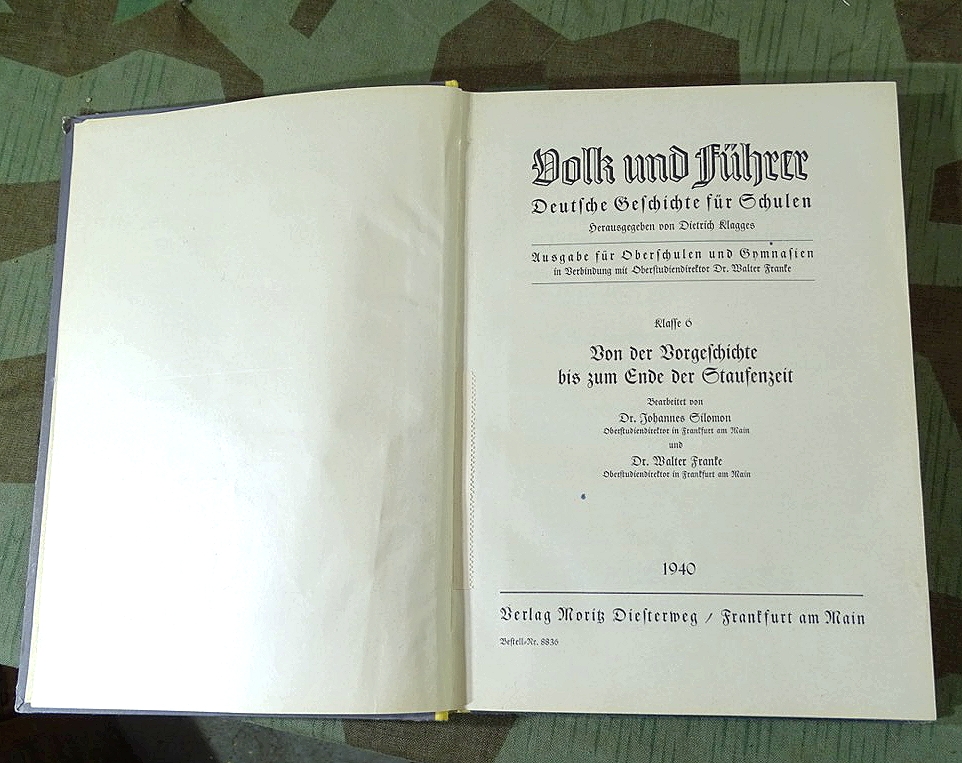 Volk und Führer
Deutsche Geschichte für Schulen
Herausgegeben von Dietrich Klagges
Ausgabe für Oberschulen und Gymnasien
in Verbindung mit Oberstudiendirektor Dr. Walter Franke
Klasse 6
Von der Vorgeschichte
bis zum Ende der Staufenzeit
Bearbeitet von
Dr. Johannes Silomon
Oberstudiendirektor in Frankfurt am Main
und
Dr. Walter Franke
Oberstudiendirektor in Frankfurt am Main
1940
Verlag Moritz Diesterweg / Frankfurt am Main
Bestell-Nr. 8836